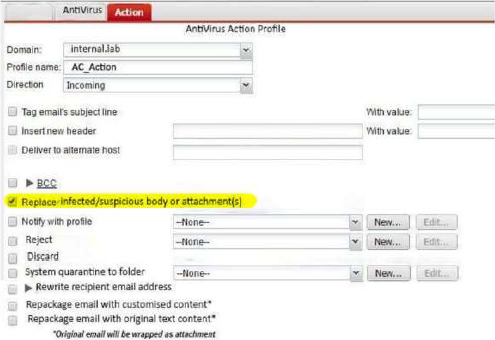 AntiVirus Action
AntiVirus Action Profile
Domain: internal.lab
Profile name: AC_Action
Direction Incoming
Tag email's subject line With value:
Insert new header With value:
Deliver to alternate host
BCC
Replace infected/suspicious body or attachment(s)
Notify with profile --None-- New... Edit...
Reject --None-- New... Edit...
Discard
System quarantine to folder --None-- New... Edit...
Rewrite recipient email address
Repackage email with customised content*
Repackage email with original text content*
*Original email will be wrapped as attachment